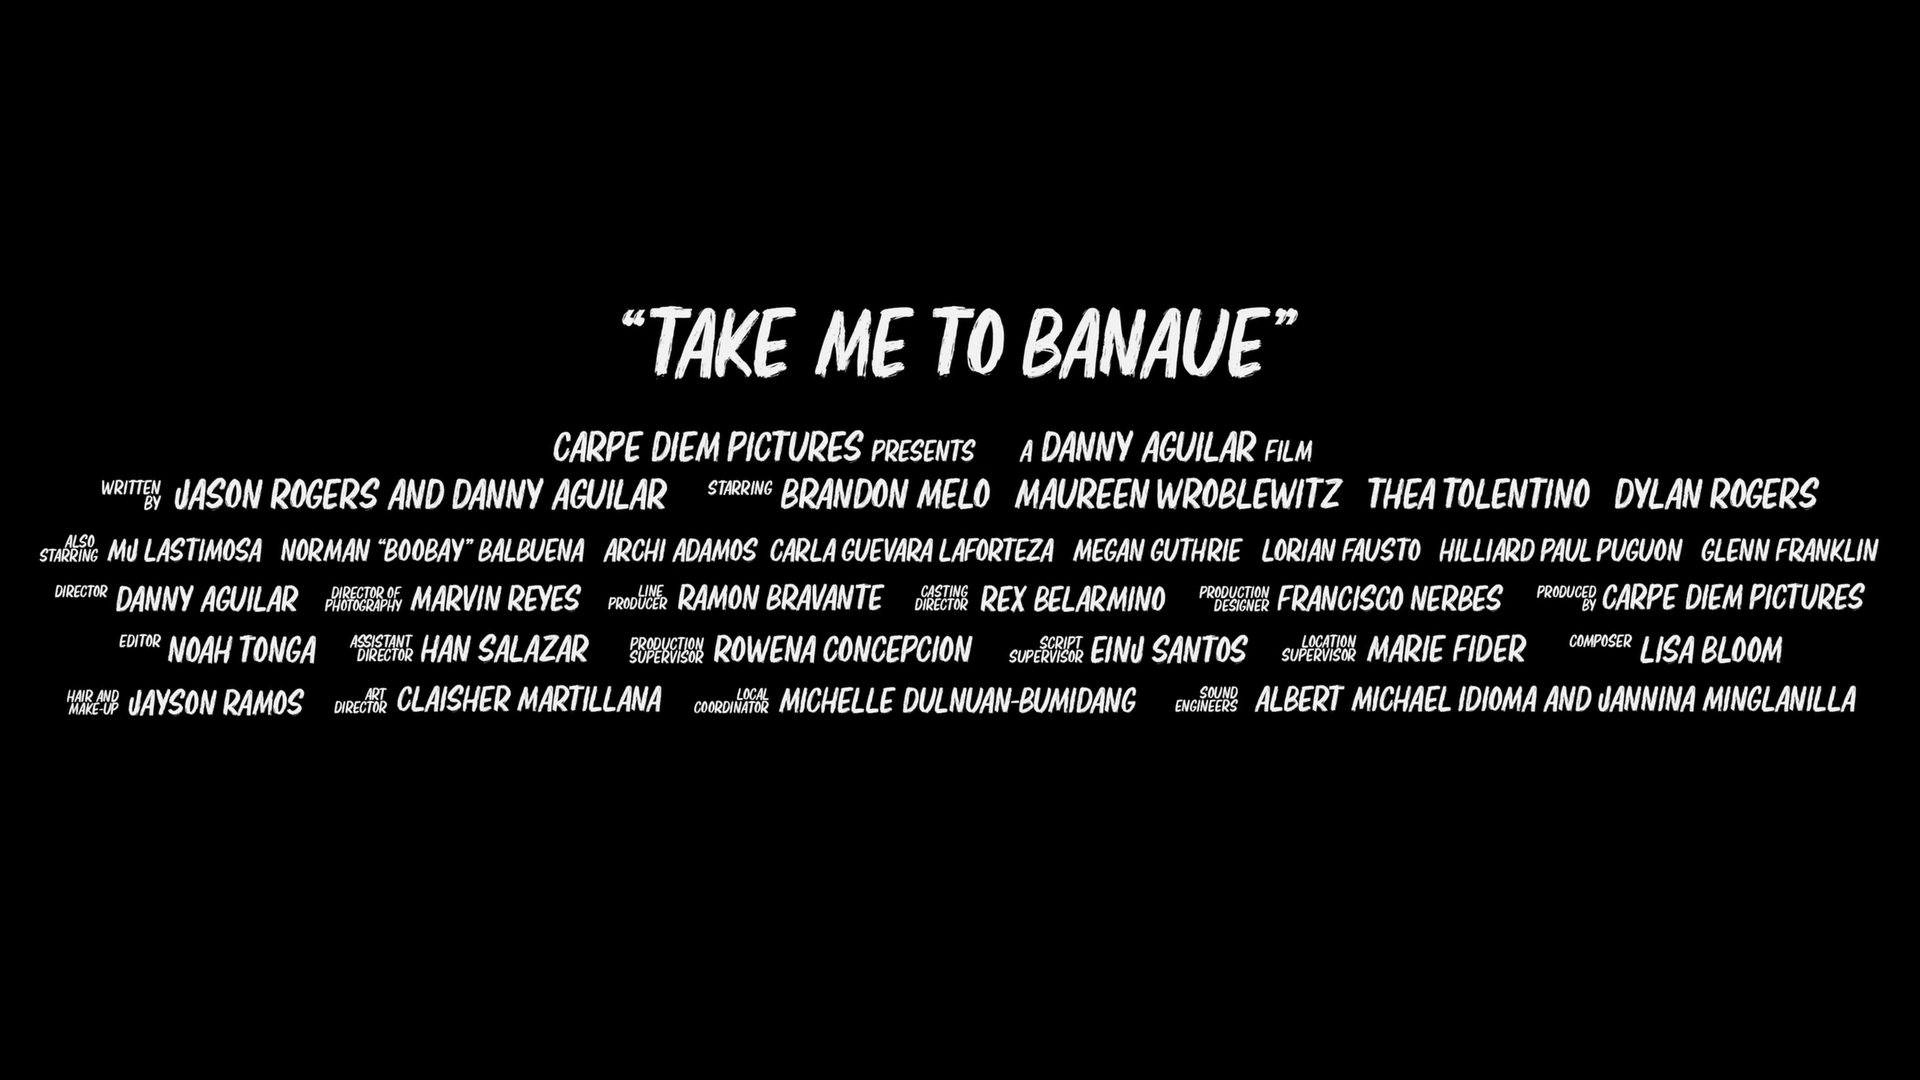 “TAKE ME TO BANAUE”
CARPE DIEM PICTURES PRESENTS A DANNY AGUILAR FILM
WRITTEN BY JASON ROGERS AND DANNY AGUILAR STARRING BRANDON MELO MAUREEN WROBLEWITZ THEA TOLENTINO DYLAN ROGERS
ALSO STARRING MJ LASTIMOSA NORMAN “BOOBAY” BALBUENA ARCHI ADAMOS CARLA GUEVARA LAFORTEZA MEGAN GUTHRIE LORIAN FAUSTO HILLIARD PAUL PUGUON GLENN FRANKLIN
DIRECTOR DANNY AGUILAR DIRECTOR OF PHOTOGRAPHY MARVIN REYES LINE PRODUCER RAMON BRAVANTE CASTING DIRECTOR REX BELARMINO PRODUCTION DESIGNER FRANCISCO NERBES PRODUCED BY CARPE DIEM PICTURES
EDITOR NOAH TONGA ASSISTANT DIRECTOR HAN SALAZAR PRODUCTION SUPERVISOR ROWENA CONCEPCION SCRIPT SUPERVISOR EINJ SANTOS LOCATION SUPERVISOR MARIE FIDER COMPOSER LISA BLOOM
HAIR AND MAKE-UP JAYSON RAMOS ART DIRECTOR CLAISHER MARTILLANA LOCAL COORDINATOR MICHELLE DULNUAN-BUMIDANG SOUND ENGINEERS ALBERT MICHAEL IDIOMA AND JANNINA MINGLANILLA